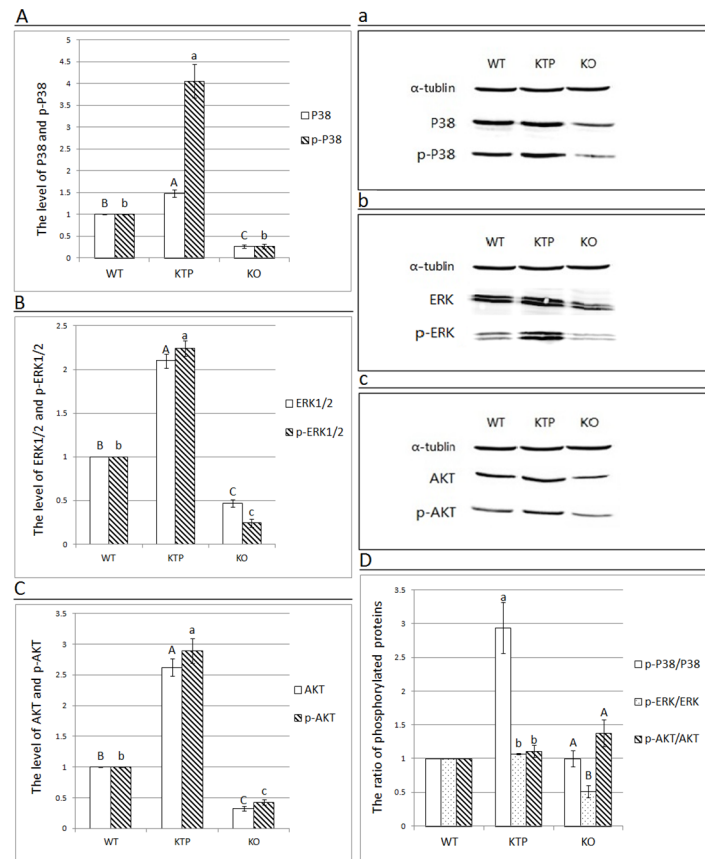 A
The level of P38 and p-P38
5
4.5
4
3.5
3
2.5
2
1.5
1
0.5
0
B b
A
a
C b
WT KTP KO
P38
p-P38
B
The level of ERK1/2 and p-ERK1/2
2.5
2
1.5
1
0.5
0
B b
A
a
C
c
WT KTP KO
ERK1/2
p-ERK1/2
C
The level of AKT and p-AKT
3.5
3
2.5
2
1.5
1
0.5
0
B b
A
a
C
c
WT KTP KO
AKT
p-AKT
a
WT KTP KO
α-tublin
P38
p-P38
b
WT KTP KO
α-tublin
ERK
p-ERK
c
WT KTP KO
α-tublin
AKT
p-AKT
D
The ratio of phosphorylated proteins
3.5
3
2.5
2
1.5
1
0.5
0
a
b b
A
B
A
WT KTP KO
p-P38/P38
p-ERK/ERK
p-AKT/AKT